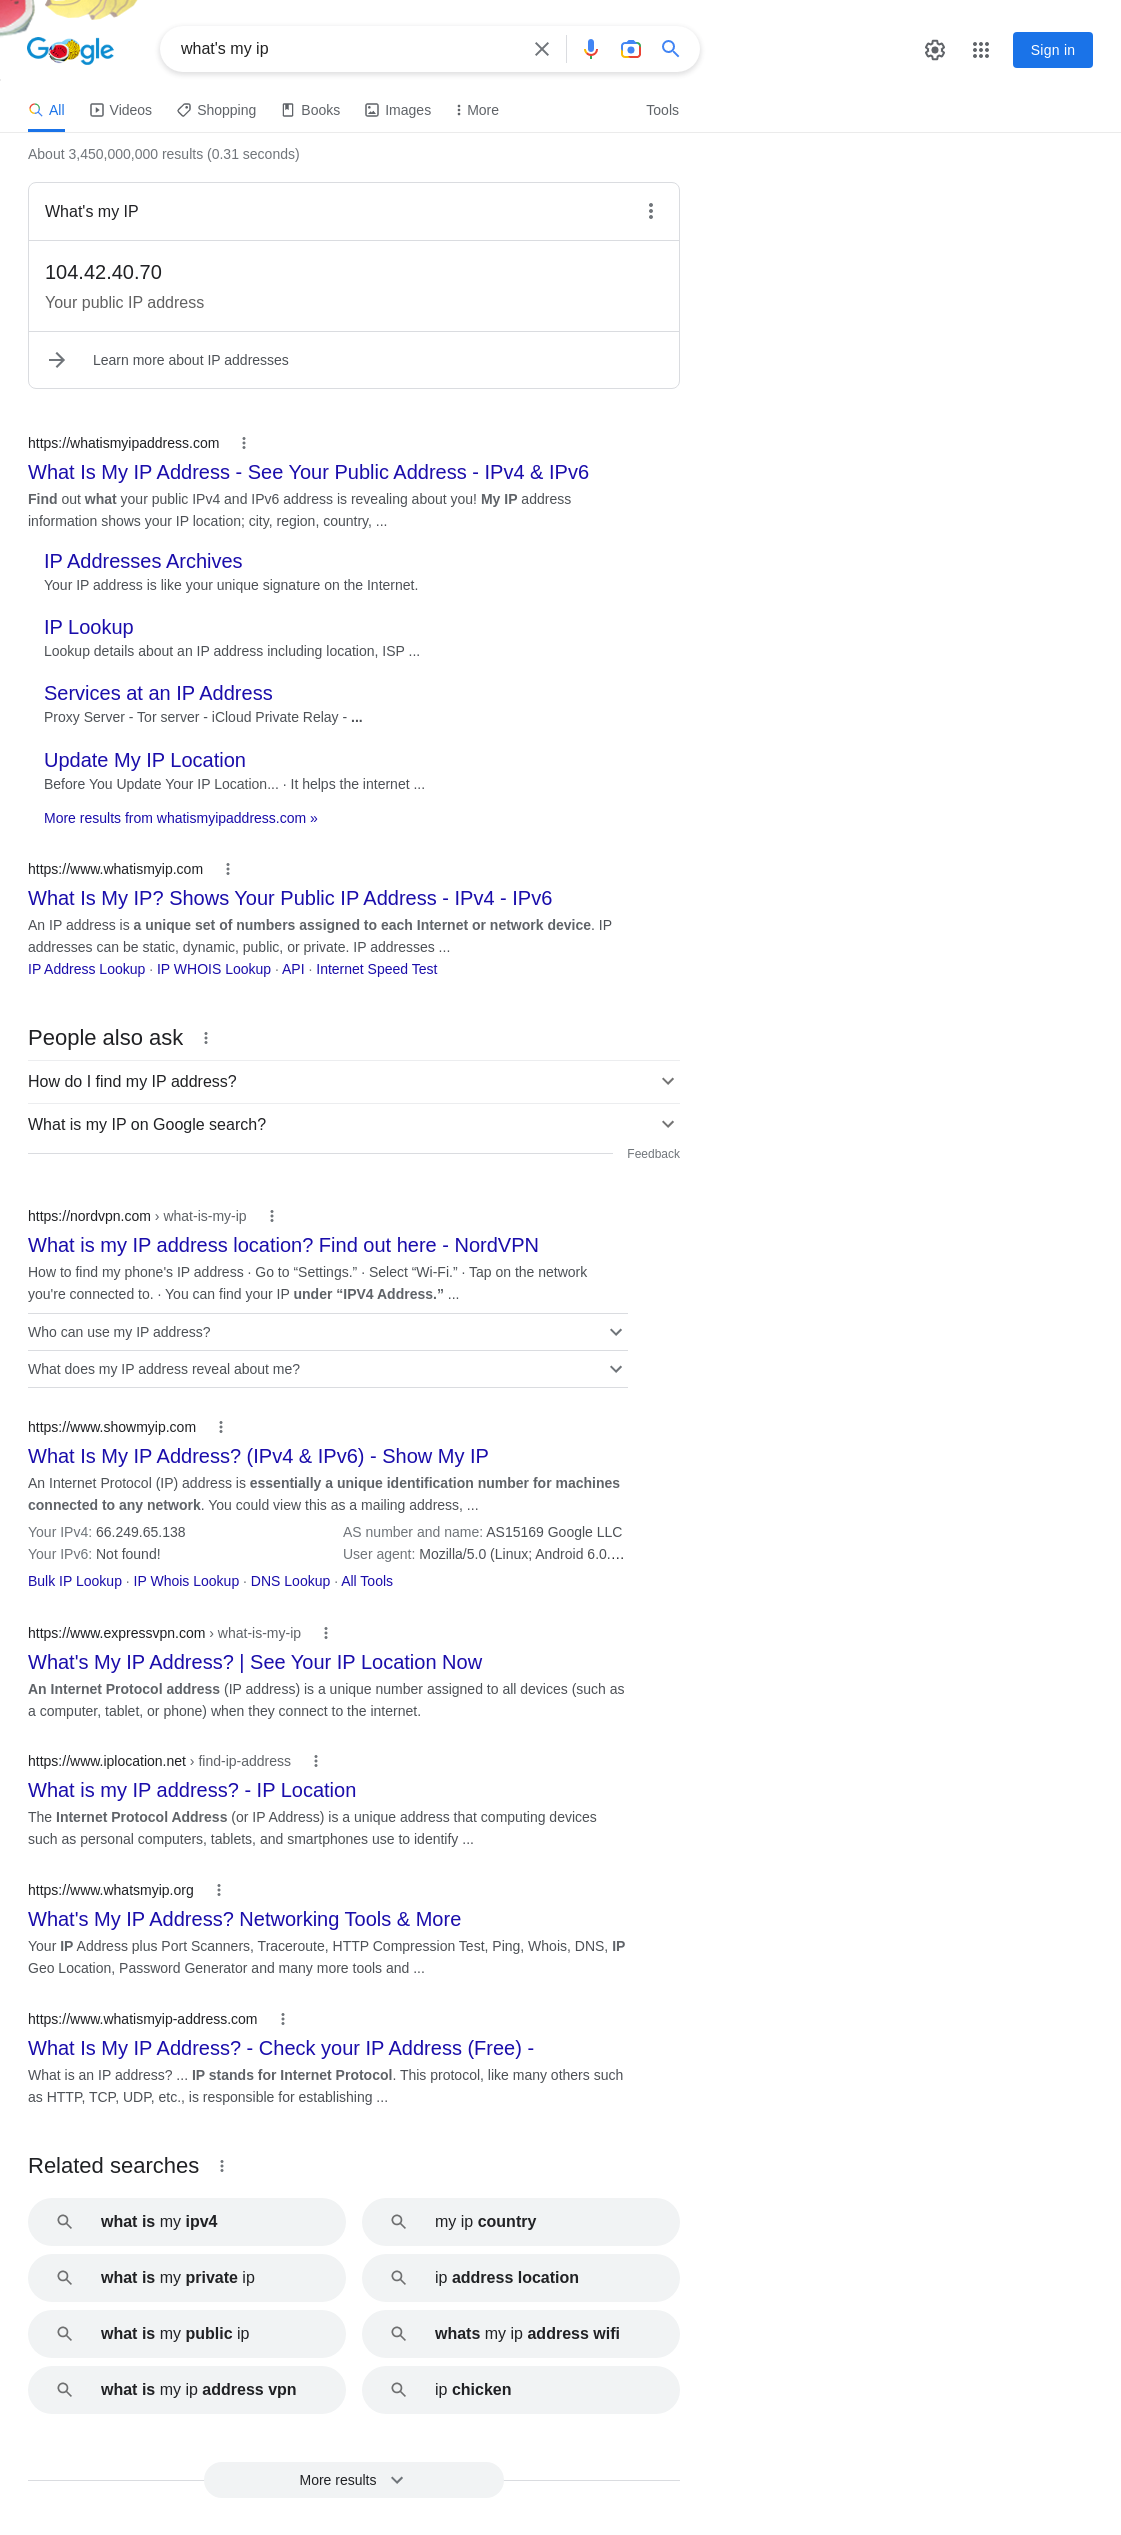 Google
what's my ip
Sign in
All
Videos
Shopping
Books
Images
More
Tools
About 3,450,000,000 results (0.31 seconds)
What's my IP
104.42.40.70
Your public IP address
Learn more about IP addresses
https://whatismyipaddress.com
What Is My IP Address - See Your Public Address - IPv4 & IPv6
Find out what your public IPv4 and IPv6 address is revealing about you! My IP address
information shows your IP location; city, region, country, ...
IP Addresses Archives
Your IP address is like your unique signature on the Internet.
IP Lookup
Lookup details about an IP address including location, ISP ...
Services at an IP Address
Proxy Server - Tor server - iCloud Private Relay - ...
Update My IP Location
Before You Update Your IP Location... · It helps the internet ...
More results from whatismyipaddress.com »
https://www.whatismyip.com
What Is My IP? Shows Your Public IP Address - IPv4 - IPv6
An IP address is a unique set of numbers assigned to each Internet or network device. IP
addresses can be static, dynamic, public, or private. IP addresses ...
IP Address Lookup · IP WHOIS Lookup · API · Internet Speed Test
People also ask
How do I find my IP address?
What is my IP on Google search?
Feedback
https://nordvpn.com › what-is-my-ip
What is my IP address location? Find out here - NordVPN
How to find my phone's IP address · Go to “Settings.” · Select “Wi-Fi.” · Tap on the network
you're connected to. · You can find your IP under “IPV4 Address.” ...
Who can use my IP address?
What does my IP address reveal about me?
https://www.showmyip.com
What Is My IP Address? (IPv4 & IPv6) - Show My IP
An Internet Protocol (IP) address is essentially a unique identification number for machines
connected to any network. You could view this as a mailing address, ...
Your IPv4: 66.249.65.138
AS number and name: AS15169 Google LLC
Your IPv6: Not found!
User agent: Mozilla/5.0 (Linux; Android 6.0....
Bulk IP Lookup · IP Whois Lookup · DNS Lookup · All Tools
https://www.expressvpn.com › what-is-my-ip
What's My IP Address? | See Your IP Location Now
An Internet Protocol address (IP address) is a unique number assigned to all devices (such as
a computer, tablet, or phone) when they connect to the internet.
https://www.iplocation.net › find-ip-address
What is my IP address? - IP Location
The Internet Protocol Address (or IP Address) is a unique address that computing devices
such as personal computers, tablets, and smartphones use to identify ...
https://www.whatsmyip.org
What's My IP Address? Networking Tools & More
Your IP Address plus Port Scanners, Traceroute, HTTP Compression Test, Ping, Whois, DNS, IP
Geo Location, Password Generator and many more tools and ...
https://www.whatismyip-address.com
What Is My IP Address? - Check your IP Address (Free) -
What is an IP address? ... IP stands for Internet Protocol. This protocol, like many others such
as HTTP, TCP, UDP, etc., is responsible for establishing ...
Related searches
what is my ipv4
my ip country
what is my private ip
ip address location
what is my public ip
whats my ip address wifi
what is my ip address vpn
ip chicken
More results